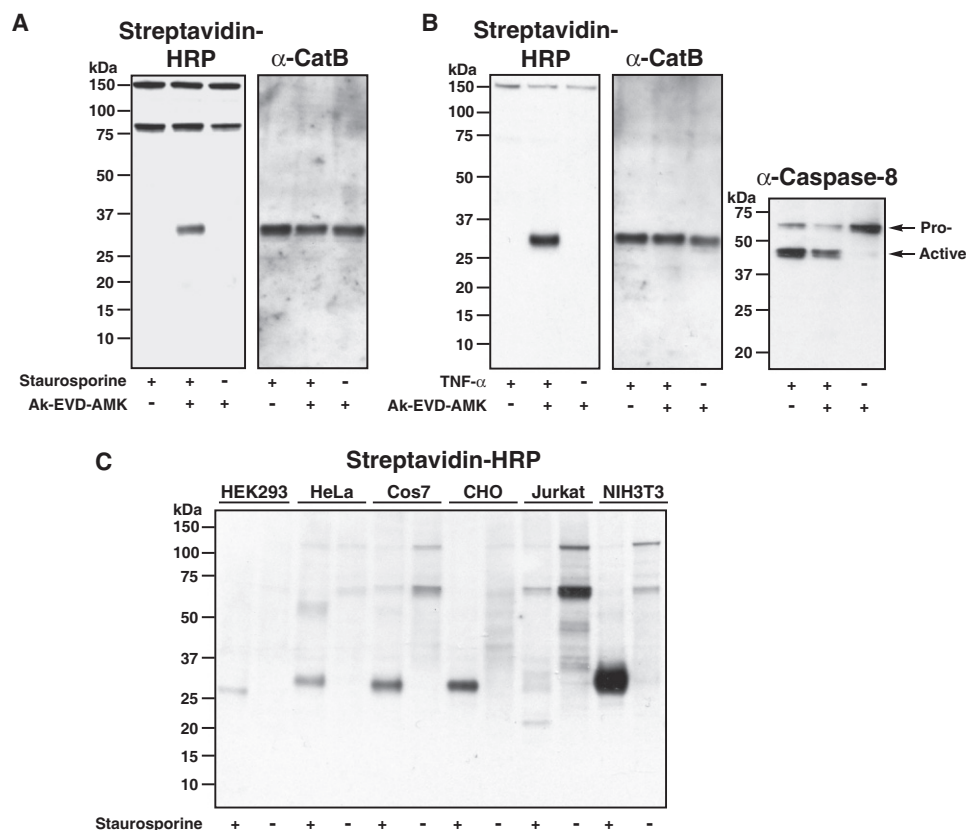 A
Streptavidin-
HRP
α-CatB
kDa
150
100
75
50
37
25
20
15
10
Staurosporine + + -
+ + -
Ak-EVD-AMK - + +
- + +
B
Streptavidin-
HRP
α-CatB
kDa
150
100
75
50
37
25
20
15
10
α-Caspase-8
kDa
75
50
37
25
20
Pro-
Active
TNF-α + + -
+ + -
+ + -
Ak-EVD-AMK - + +
- + +
- + +
C
Streptavidin-HRP
HEK293 HeLa Cos7 CHO Jurkat NIH3T3
kDa
150
100
75
50
37
25
20
15
10
Staurosporine + - + - + - + - + - + -